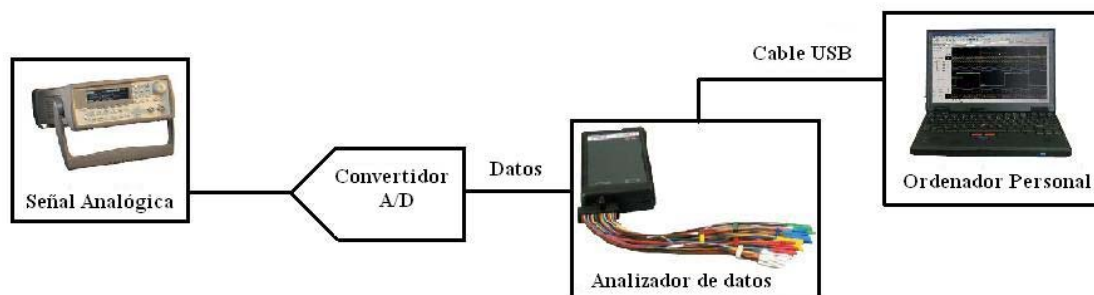 Señal Analógica
Convertidor
A/D
Datos
Analizador de datos
Cable USB
Ordenador Personal